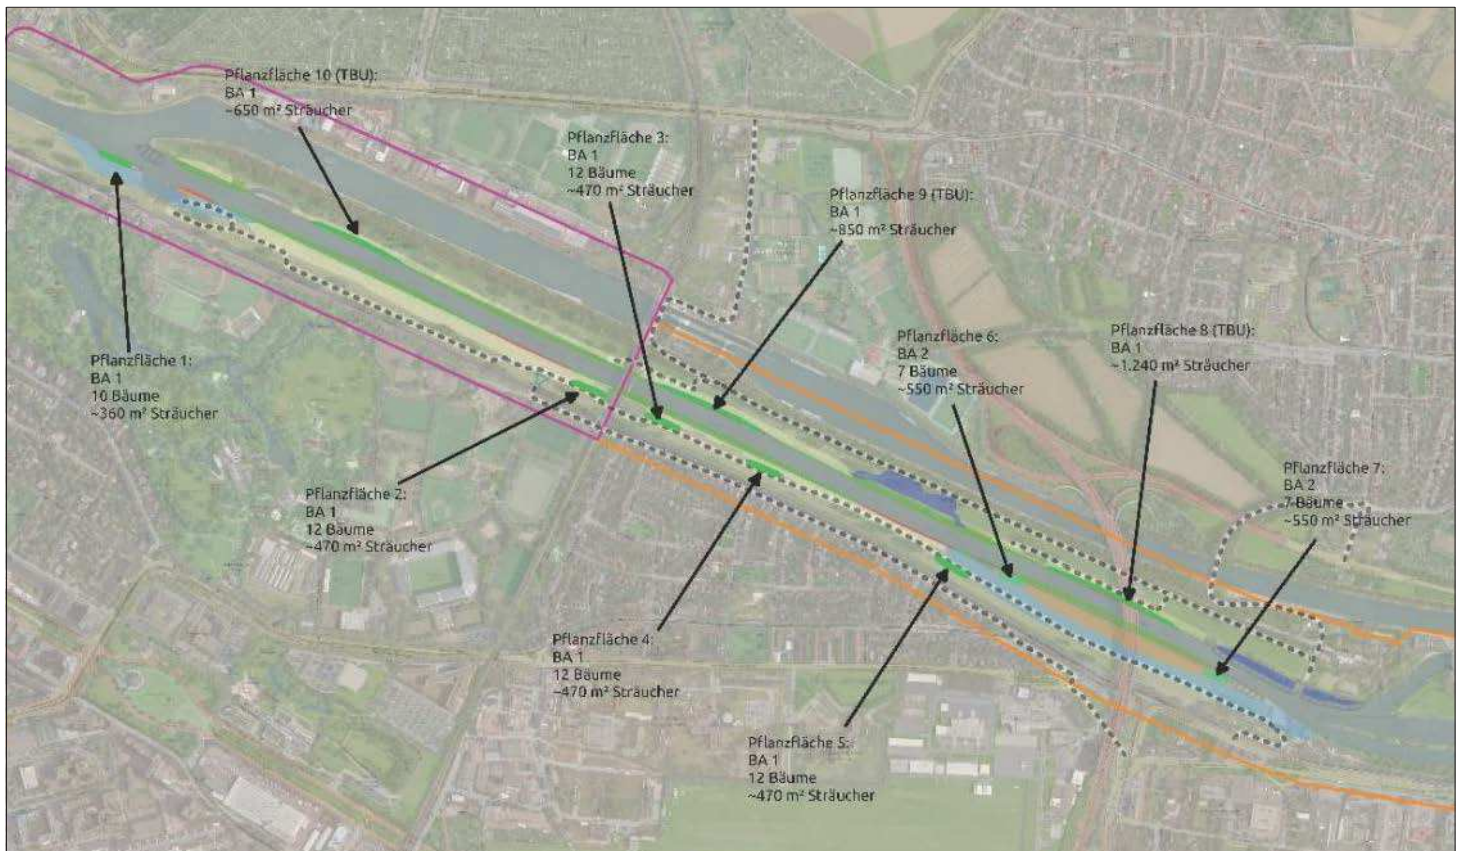 Pflanzfläche 10 (TBU):
BA 1
~650 m² Sträucher
Pflanzfläche 3:
BA 1
12 Bäume
~470 m² Sträucher
Pflanzfläche 9 (TBU):
BA 1
~850 m² Sträucher
Pflanzfläche 6:
BA 2
7 Bäume
~550 m² Sträucher
Pflanzfläche 8 (TBU):
BA 1
~1.240 m² Sträucher
Pflanzfläche 1:
BA 1
10 Bäume
~360 m² Sträucher
Pflanzfläche 2:
BA 1
12 Bäume
~470 m² Sträucher
Pflanzfläche 7:
BA 2
7 Bäume
~550 m² Sträucher
Pflanzfläche 4:
BA 1
12 Bäume
~470 m² Sträucher
Pflanzfläche 5:
BA 1
12 Bäume
~470 m² Sträucher